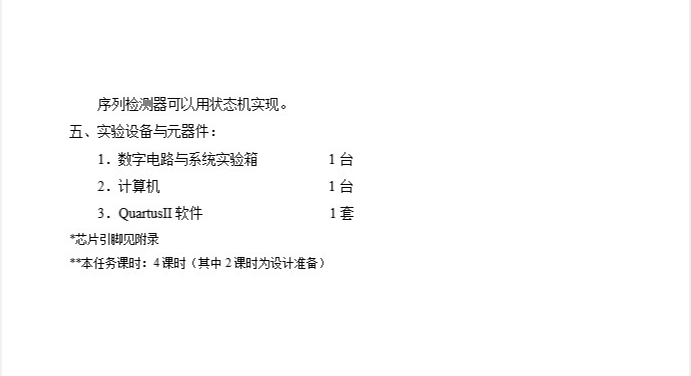 序列检测器可以用状态机实现。
五、实验设备与元器件：
1．数字电路与系统实验箱 1 台
2．计算机 1 台
3．QuartusII 软件 1 套
*芯片引脚见附录
**本任务课时：4 课时（其中 2 课时为设计准备）